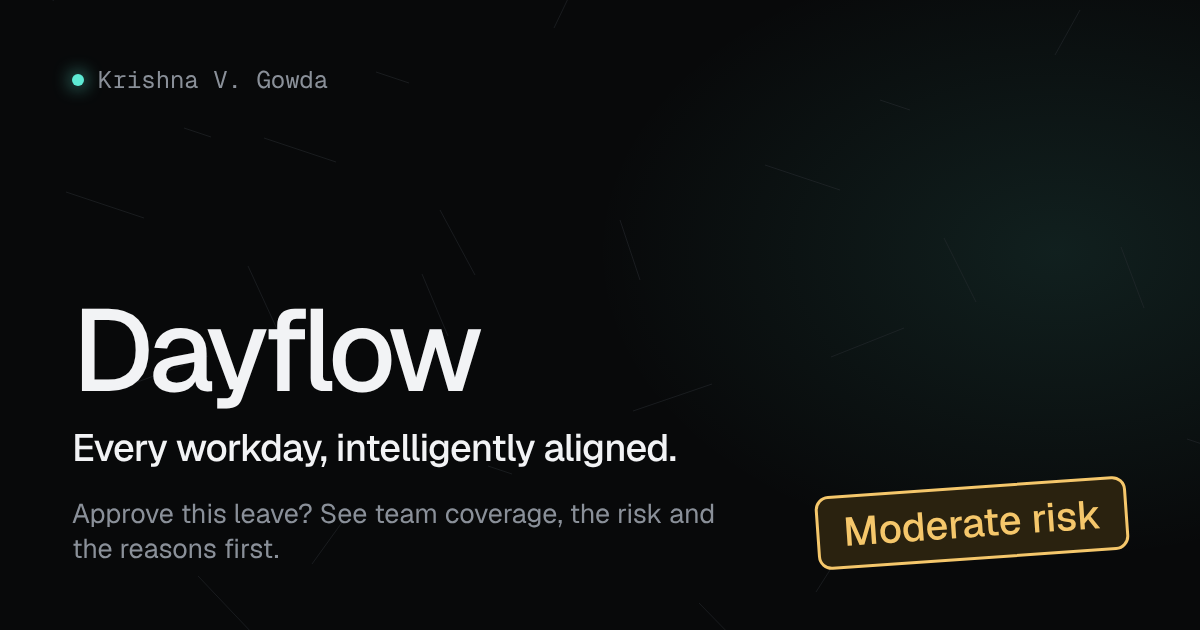 Krishna V. Gowda
Dayflow
Every workday, intelligently aligned.
Approve this leave? See team coverage, the risk and
the reasons first.
Moderate risk